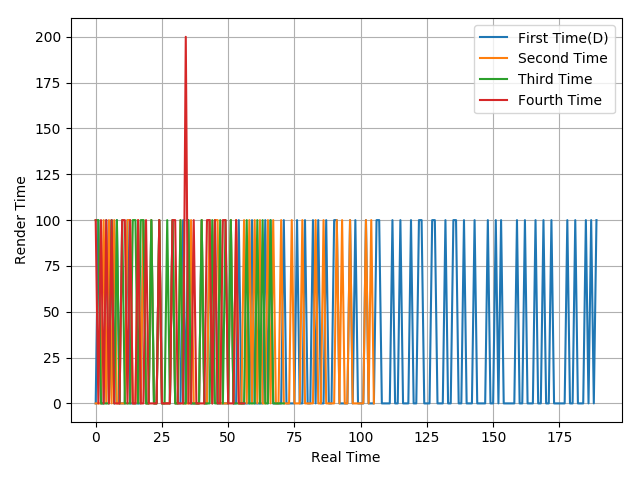 200
175
150
125
100
75
50
25
0
Render Time
0
25
50
75
100
125
150
175
Real Time
First Time(D)
Second Time
Third Time
Fourth Time